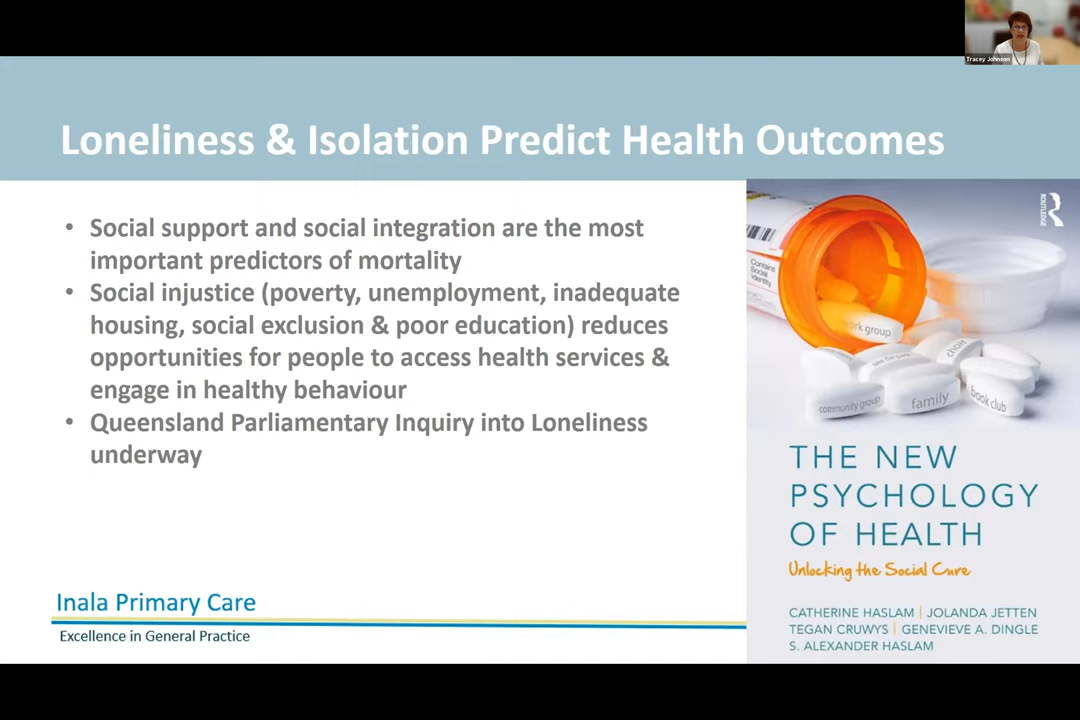 Tracey Johnson
Loneliness & Isolation Predict Health Outcomes
• Social support and social integration are the most
important predictors of mortality
• Social injustice (poverty, unemployment, inadequate
housing, social exclusion & poor education) reduces
opportunities for people to access health services &
engage in healthy behaviour
• Queensland Parliamentary Inquiry into Loneliness
underway
Inala Primary Care
Excellence in General Practice
ROUTLEDGE
Contains
Social
Identity
work group
choir
community group
family
book club
THE NEW
PSYCHOLOGY
OF HEALTH
Unlocking the Social Cure
CATHERINE HASLAM | JOLANDA JETTEN
TEGAN CRUWYS | GENEVIEVE A. DINGLE
S. ALEXANDER HASLAM